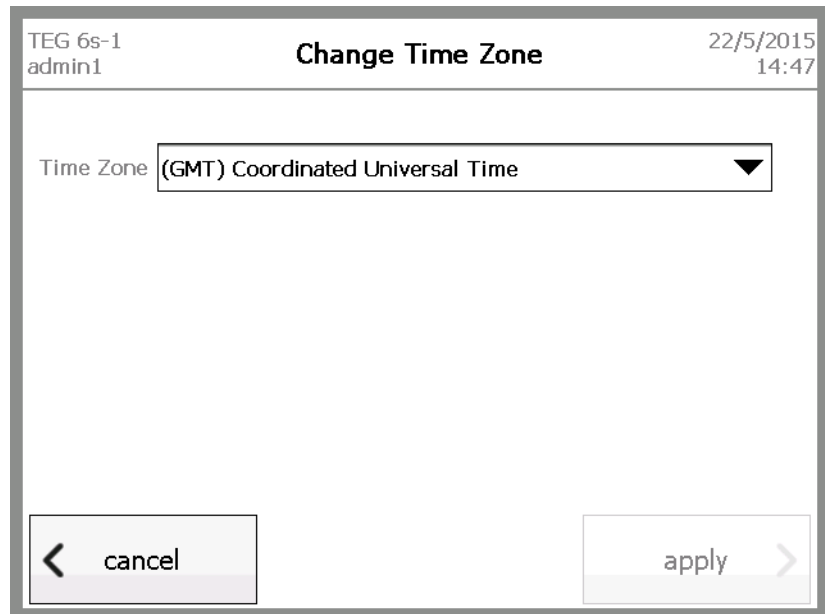 TEG 6s-1
admin1
Change Time Zone
22/5/2015
14:47
Time Zone
(GMT) Coordinated Universal Time
cancel
apply